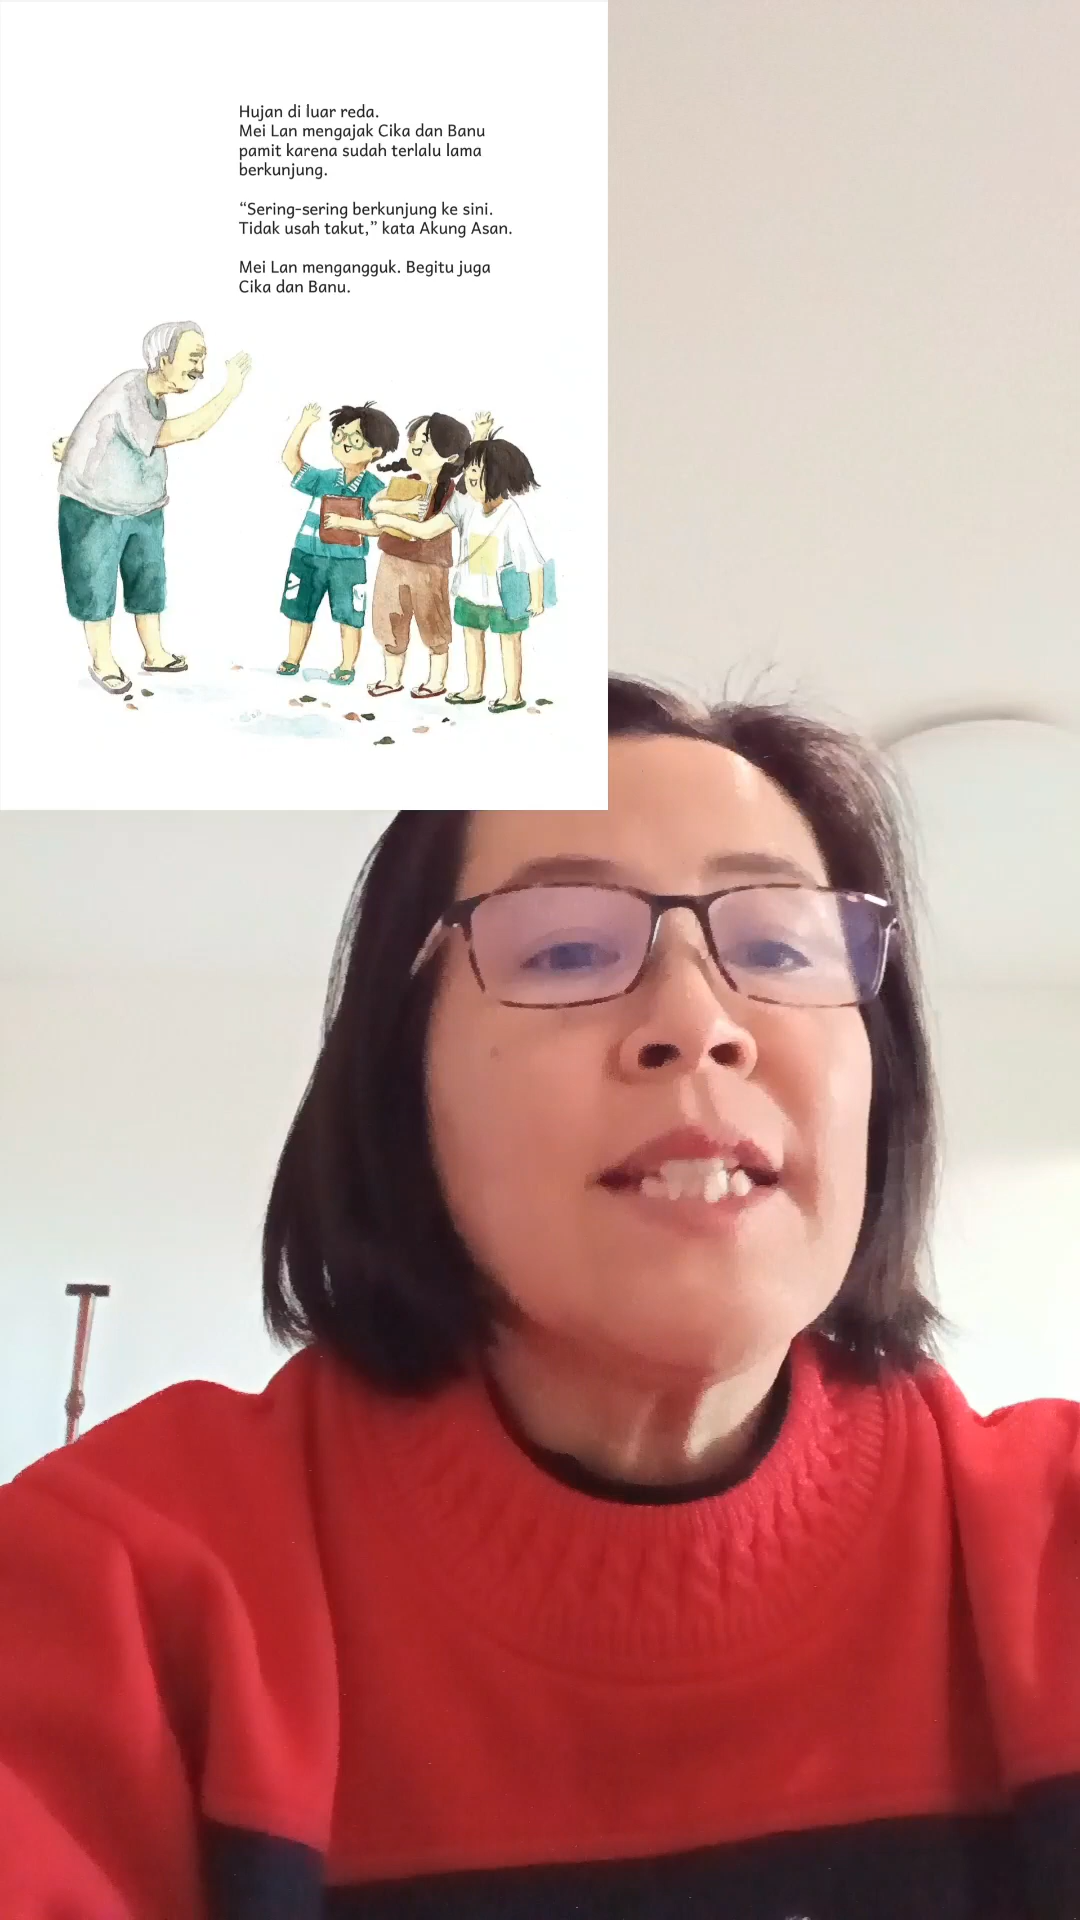 Hujan di luar reda.
Mei Lan mengajak Cika dan Banu
pamit karena sudah terlalu lama
berkunjung.
“Sering-sering berkunjung ke sini.
Tidak usah takut,” kata Akung Asan.
Mei Lan mengangguk. Begitu juga
Cika dan Banu.